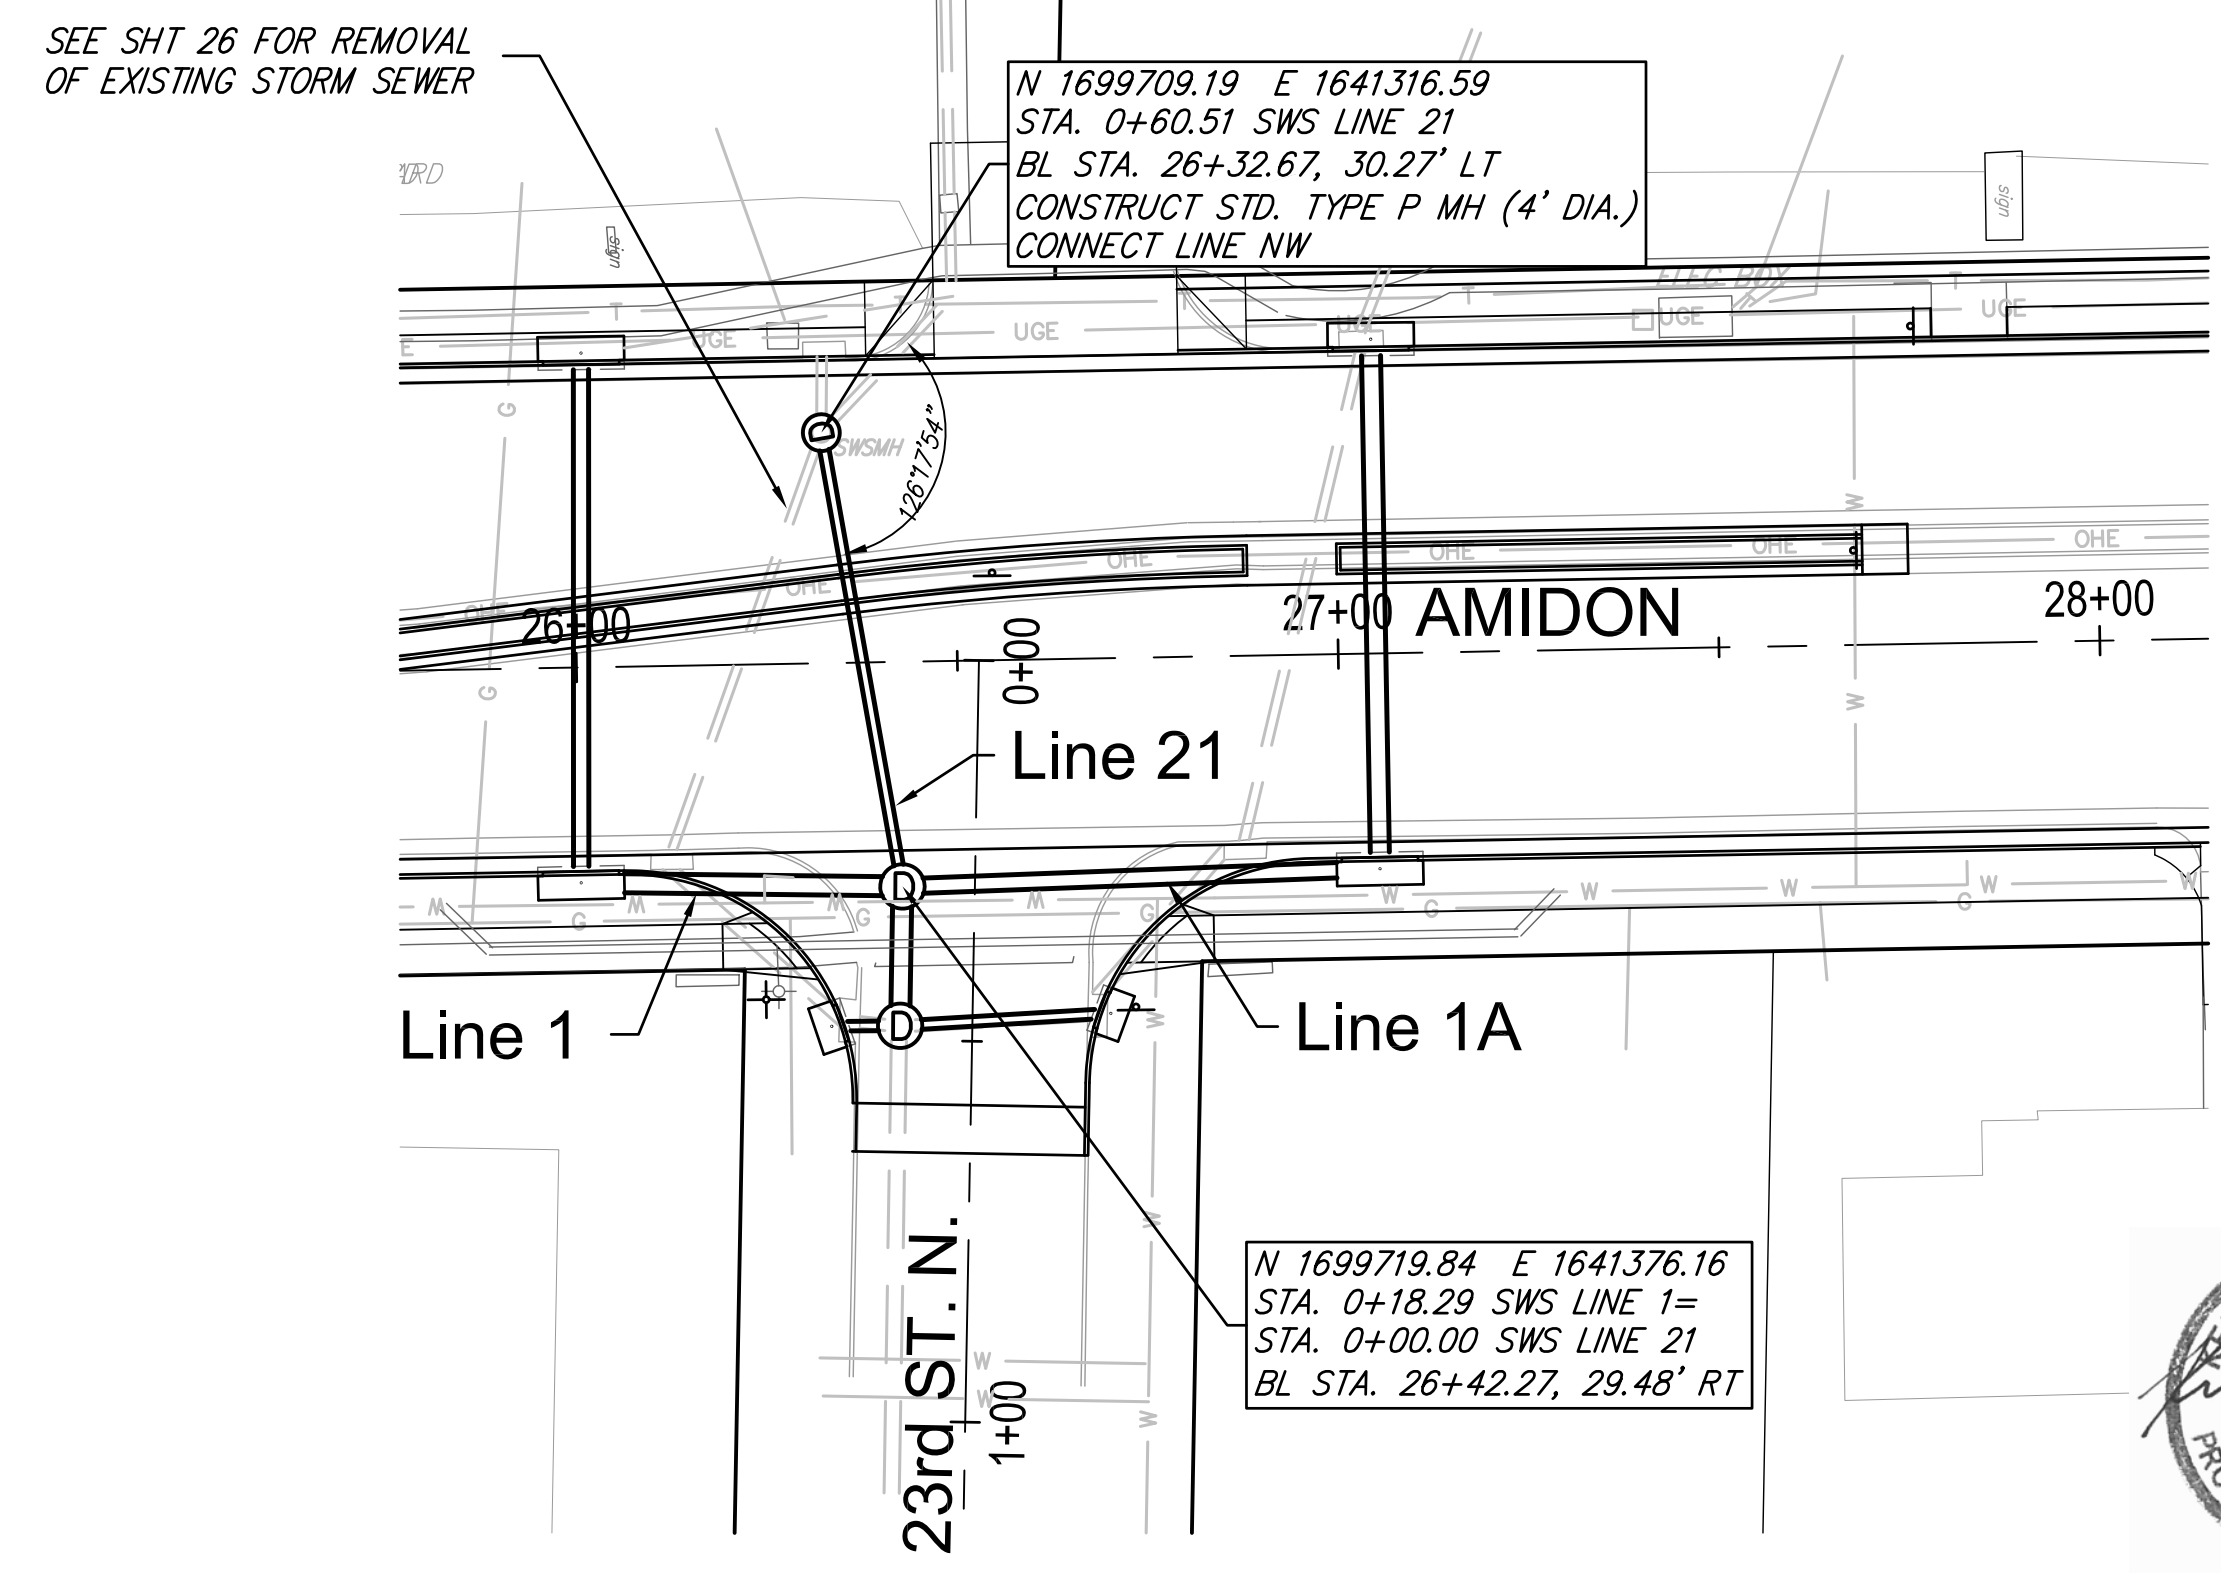 SEE SHT 26 FOR REMOVAL
OF EXISTING STORM SEWER
N 1699709.19 E 1641316.59
STA. 0+60.51 SWS LINE 21
BL STA. 26+32.67, 30.27' LT
CONSTRUCT STD. TYPE P MH (4' DIA.)
CONNECT LINE NW
sign
sign
ELEC BOX
T
T
T
T
T
E
UGE
UGE
UGE
UGE
UGE
G
D
SWSMH
126°17'54"
W
OHE
OHE
OHE
OHE
OHE
OHE
26+00
27+00
AMIDON
28+00
0+00
G
W
Line 21
D
W
W
W
W
W
W
W
W
W
G
G
G
G
G
Line 1
D
W
Line 1A
W
23rd ST. N.
N 1699719.84 E 1641376.16
STA. 0+18.29 SWS LINE 1=
STA. 0+00.00 SWS LINE 21
BL STA. 26+42.27, 29.48' RT
W
W
W
1+00